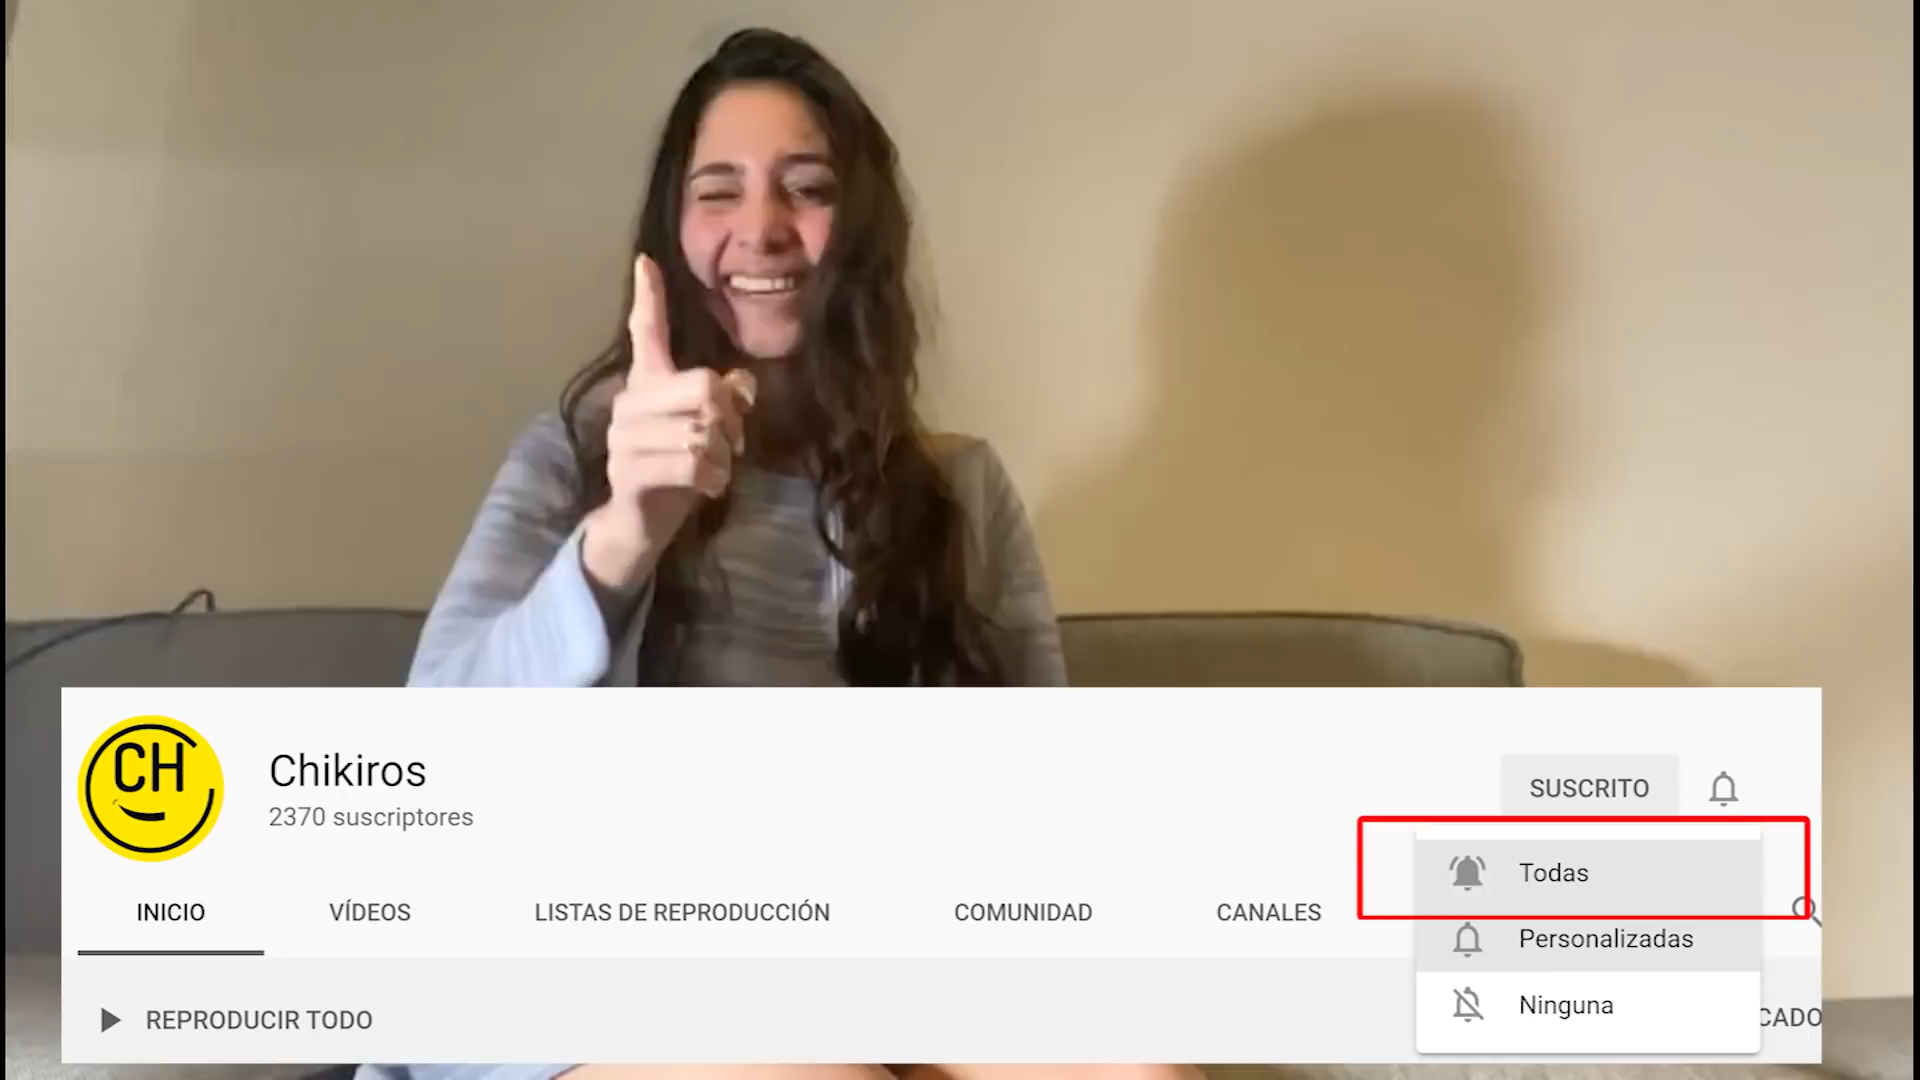 CH
Chikiros
2370 suscriptores
SUSCRITO
INICIO
VÍDEOS
LISTAS DE REPRODUCCIÓN
COMUNIDAD
CANALES
Todas
Personalizadas
Ninguna
REPRODUCIR TODO
CADO